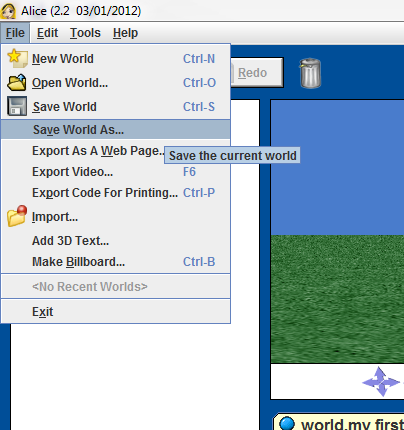 Alice (2.2 03/01/2012)
File Edit Tools Help
New World Ctrl-N
Open World... Ctrl-O
Save World Ctrl-S
Redo
Save World As...
Export As A Web Page...
Save the current world
Export Video... F6
Export Code For Printing... Ctrl-P
Import...
Add 3D Text...
Make Billboard... Ctrl-B
<No Recent Worlds>
Exit
world.my first